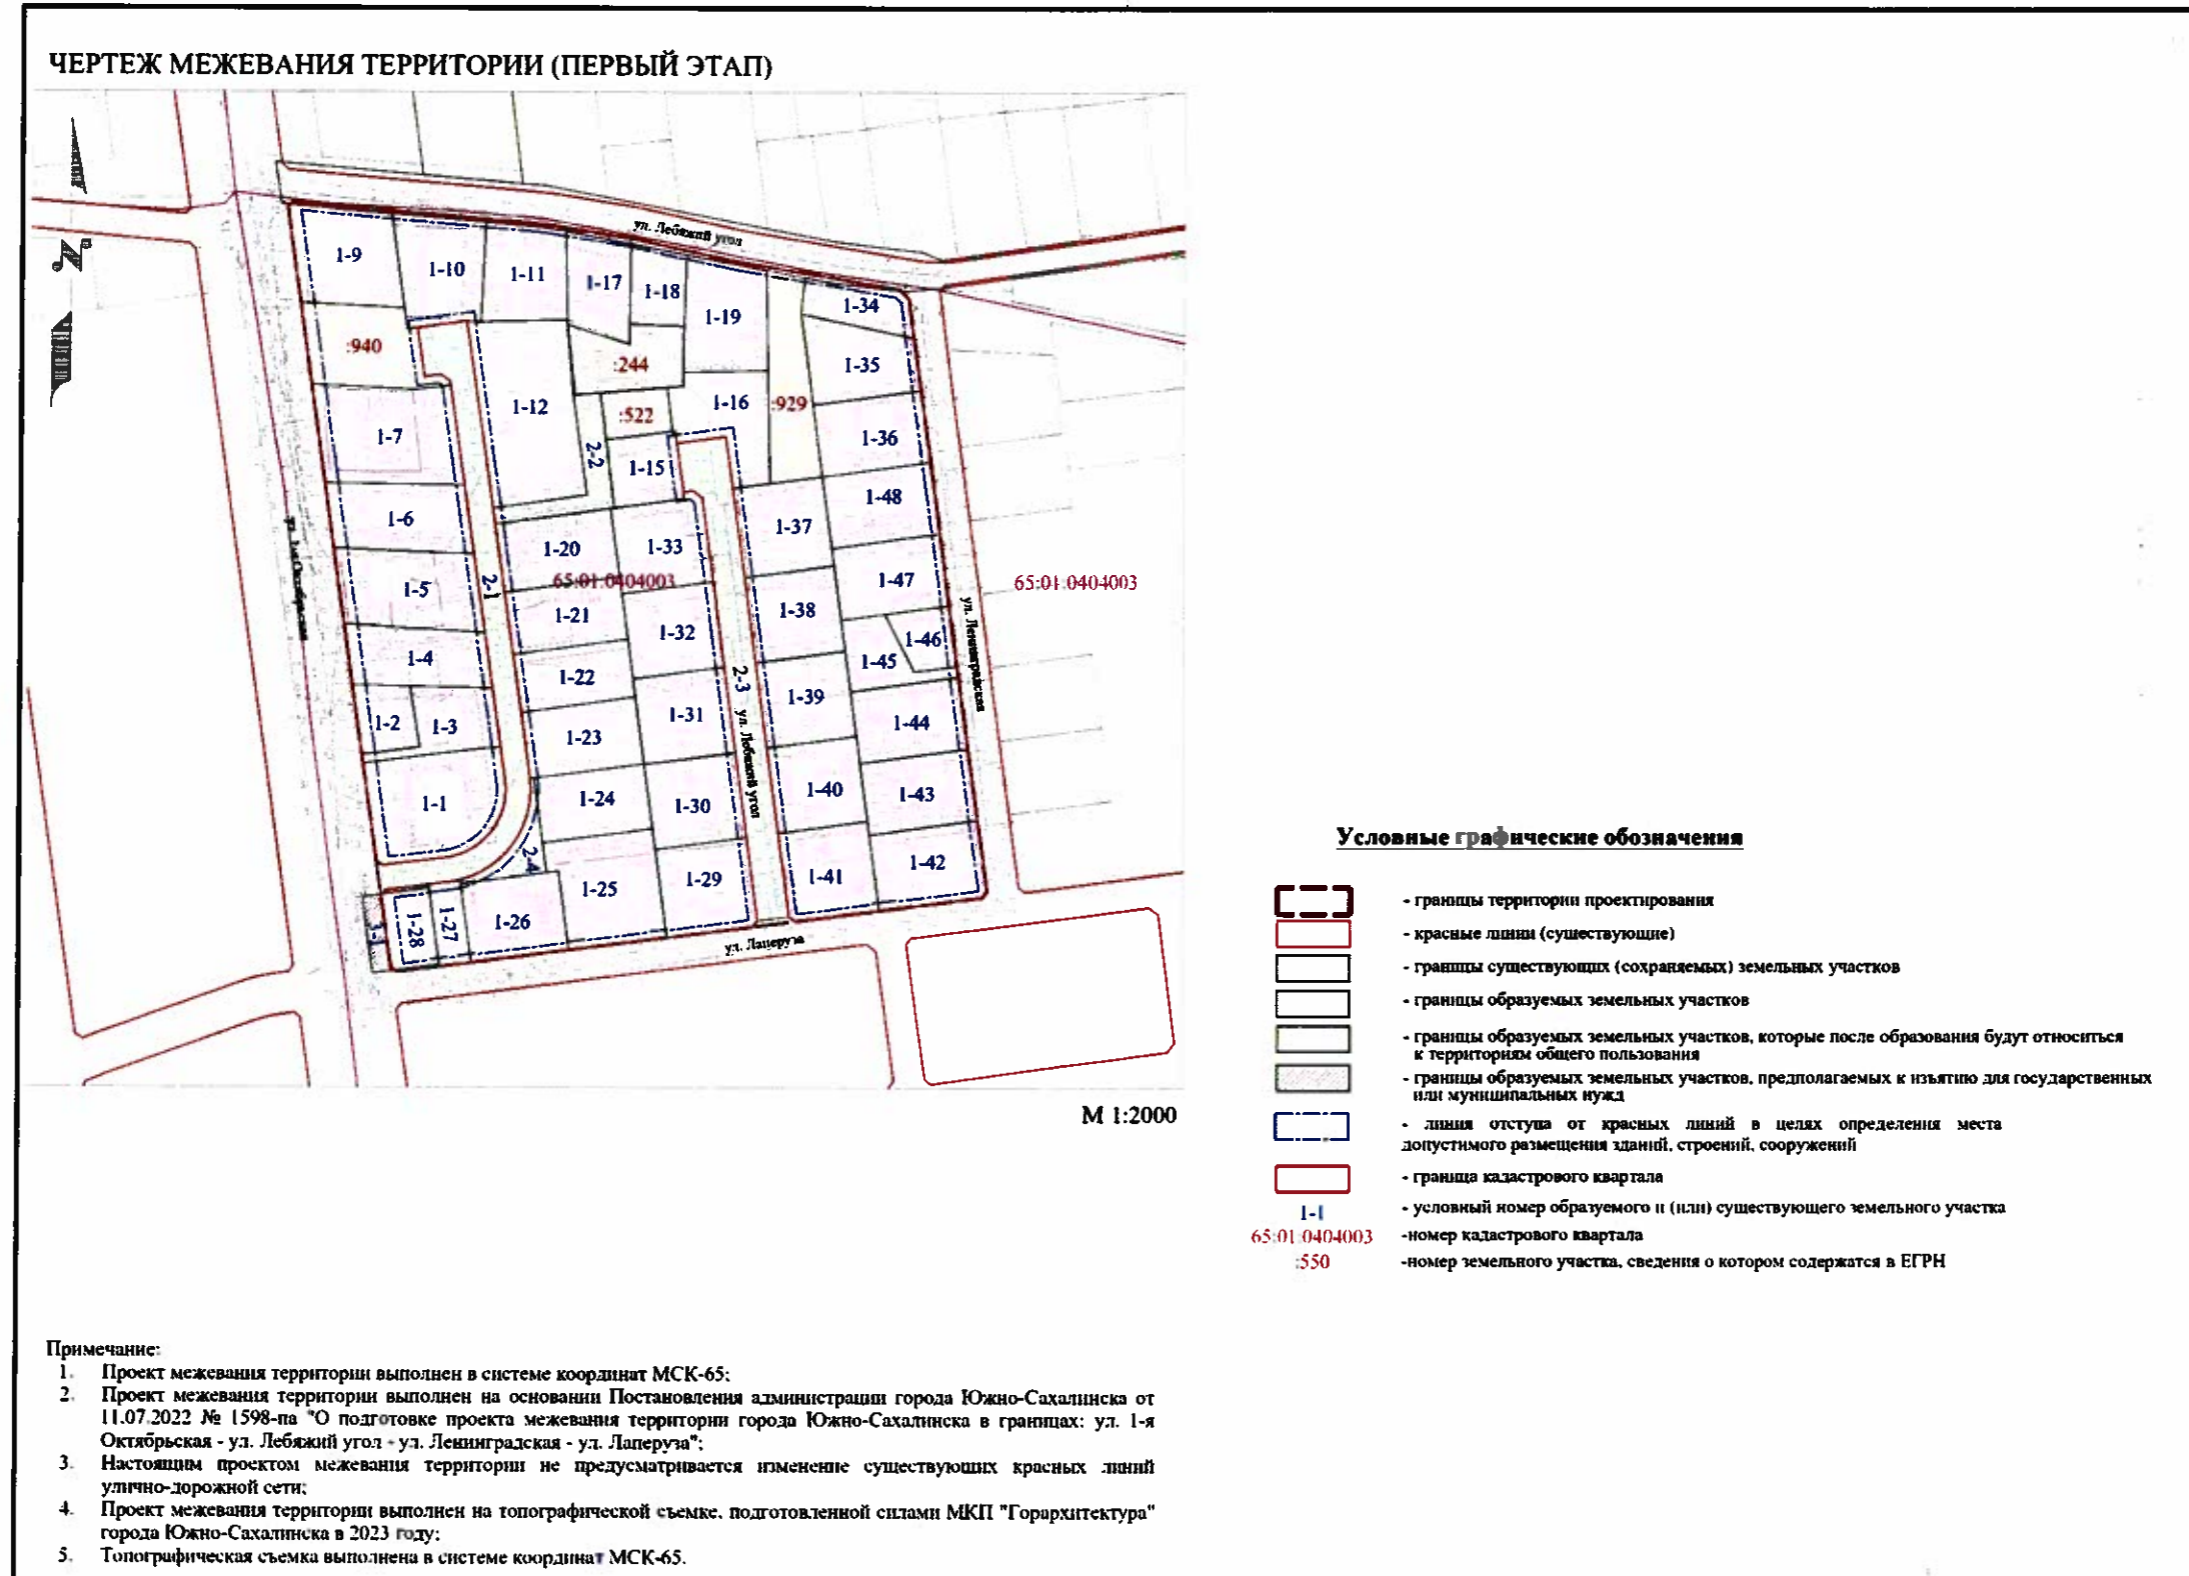 ЧЕРТЕЖ МЕЖЕВАНИЯ ТЕРРИТОРИИ (ПЕРВЫЙ ЭТАП)
ул. Лебяжий угол
1-9
1-10
1-11
1-17
1-18
1-19
1-34
:940
:244
1-35
1-12
:522
1-16
:929
1-7
2-2
1-15
1-36
1-6
1-48
1-37
1-20
1-33
1-5
2-1
65:01:0404003
1-47
65:01:0404003
1-21
1-38
1-32
1-46
1-4
1-45
ул. Ленинградская
1-22
2-3
1-39
1-2
1-3
1-31
ул. Лебяжий угол
1-44
1-23
1-1
1-24
1-30
1-40
1-43
2-4
1-25
1-29
1-41
1-42
3-1
1-28
1-27
1-26
ул. Лаперуза
ул. 1-я Октябрьская
М 1:2000
Условные графические обозначения
- границы территории проектирования
- красные линии (существующие)
- границы существующих (сохраняемых) земельных участков
- границы образуемых земельных участков
- границы образуемых земельных участков, которые после образования будут относиться
к территориям общего пользования
- границы образуемых земельных участков, предполагаемых к изъятию для государственных
или муниципальных нужд
- линия отступа от красных линий в целях определения места
допустимого размещения зданий, строений, сооружений
- граница кадастрового квартала
1-1 - условный номер образуемого и (или) существующего земельного участка
65:01:0404003 -номер кадастрового квартала
:550 -номер земельного участка, сведения о котором содержатся в ЕГРН
Примечание:
1. Проект межевания территории выполнен в системе координат МСК-65;
2. Проект межевания территории выполнен на основании Постановления администрации города Южно-Сахалинска от
11.07.2022 № 1598-па "О подготовке проекта межевания территории города Южно-Сахалинска в границах: ул. 1-я
Октябрьская - ул. Лебяжий угол - ул. Ленинградская - ул. Лаперуза";
3. Настоящим проектом межевания территории не предусматривается изменение существующих красных линий
улично-дорожной сети;
4. Проект межевания территории выполнен на топографической съемке, подготовленной силами МКП "Горархитектура"
города Южно-Сахалинска в 2023 году;
5. Топографическая съемка выполнена в системе координат МСК-65.